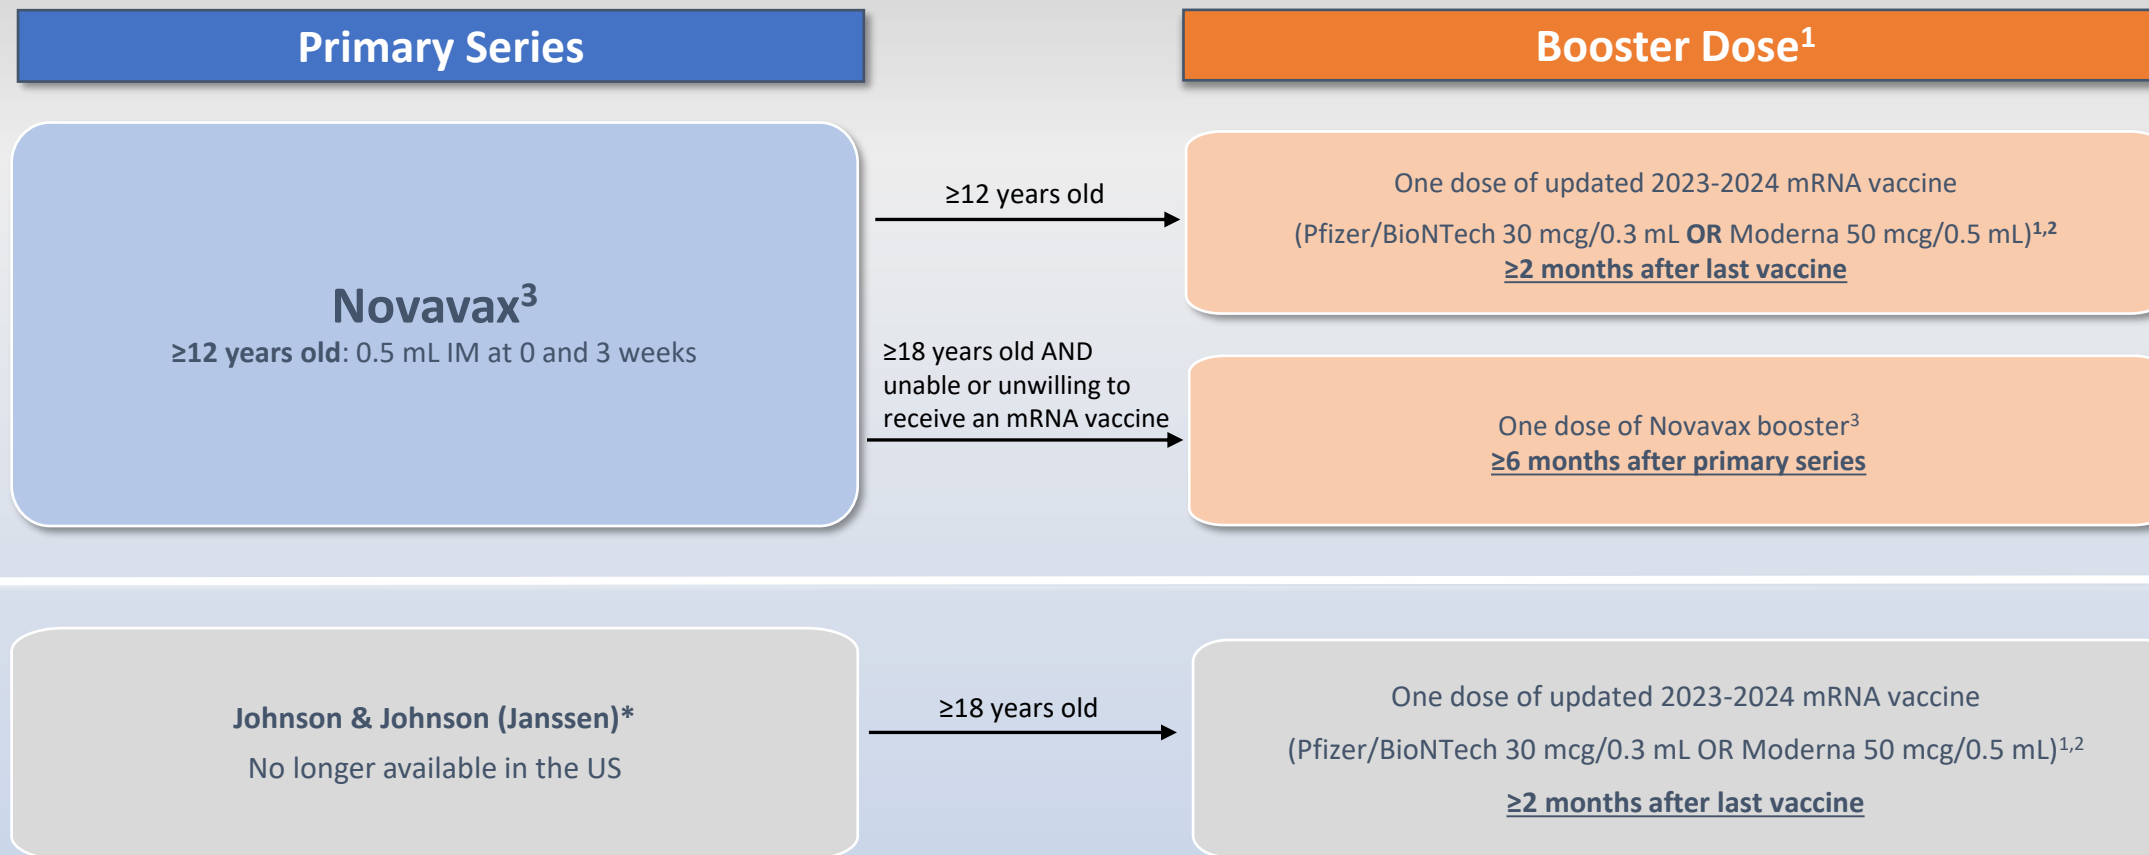 Primary Series
Booster Dose¹
Novavax³
≥12 years old: 0.5 mL IM at 0 and 3 weeks
≥12 years old
One dose of updated 2023-2024 mRNA vaccine
(Pfizer/BioNTech 30 mcg/0.3 mL OR Moderna 50 mcg/0.5 mL)¹,²
≥2 months after last vaccine
≥18 years old AND
unable or unwilling to
receive an mRNA vaccine
One dose of Novavax booster³
≥6 months after primary series
Johnson & Johnson (Janssen)*
No longer available in the US
≥18 years old
One dose of updated 2023-2024 mRNA vaccine
(Pfizer/BioNTech 30 mcg/0.3 mL OR Moderna 50 mcg/0.5 mL)¹,²
≥2 months after last vaccine